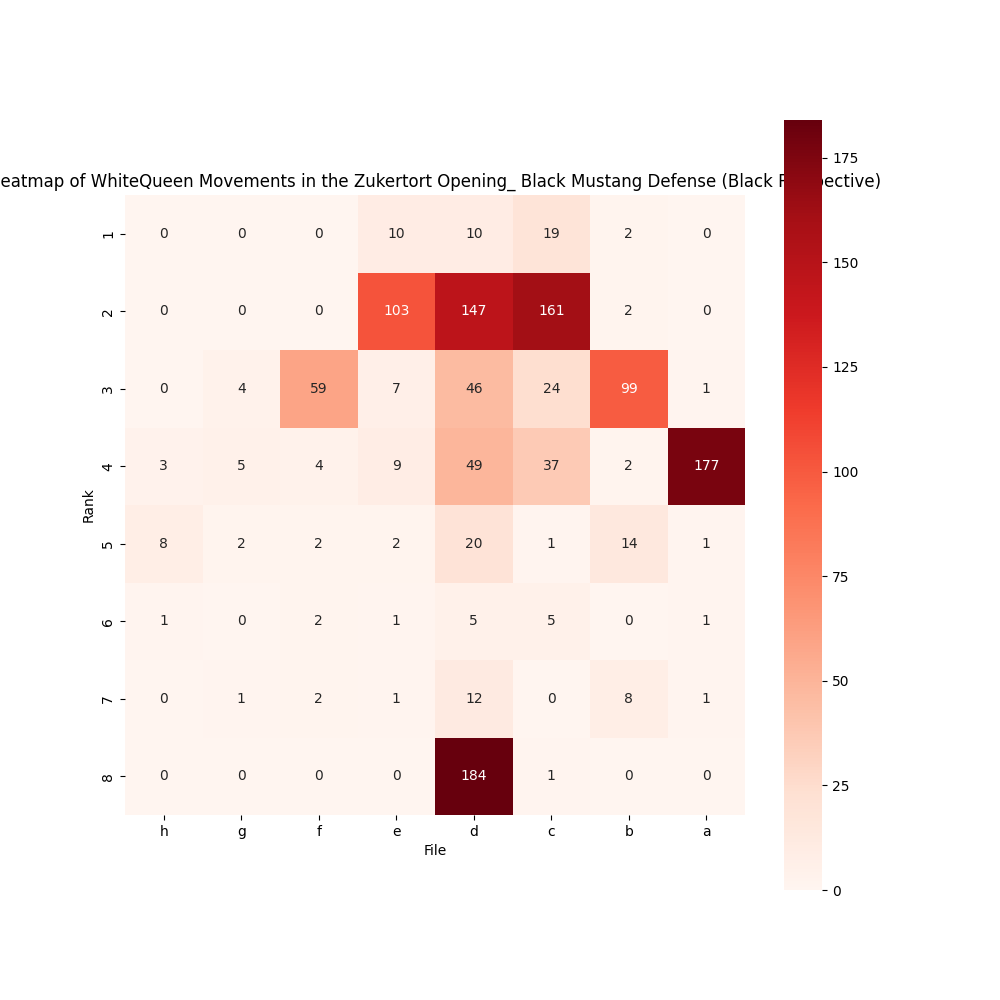 eatmap of WhiteQueen Movements in the Zukertort Opening_ Black Mustang Defense (Black Perspective)
1 0 0 0 10 10 19 2 0
2 0 0 0 103 147 161 2 0
3 0 4 59 7 46 24 99 1
4 3 5 4 9 49 37 2 177
5 8 2 2 2 20 1 14 1
6 1 0 2 1 5 5 0 1
7 0 1 2 1 12 0 8 1
8 0 0 0 0 184 1 0 0
h g f e d c b a
File
Rank
175
150
125
100
75
50
25
0